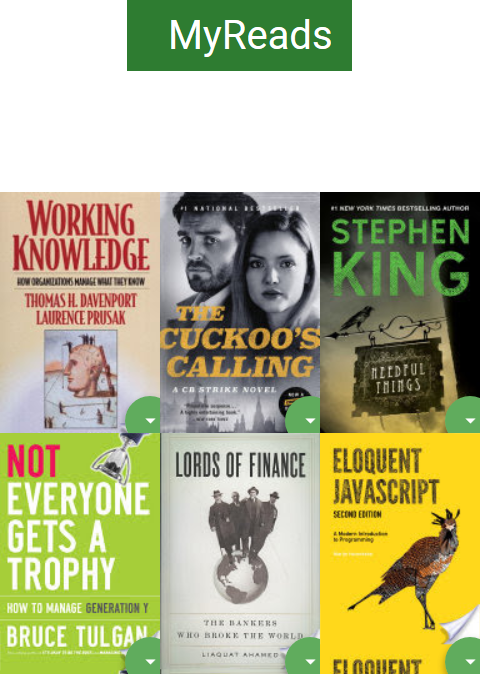 MyReads
WORKING
KNOWLEDGE
HOW ORGANIZATIONS MANAGE WHAT THEY KNOW
THOMAS H. DAVENPORT
LAURENCE PRUSAK
#1 NATIONAL BESTSELLER
THE
CUCKOO'S
CALLING
A CB STRIKE NOVEL
#1 NEW YORK TIMES BESTSELLING AUTHOR
STEPHEN
KING
NEEDFUL
THINGS
NOT
EVERYONE
GETS A
TROPHY
HOW TO MANAGE GENERATION Y
BRUCE TULGAN
LORDS OF FINANCE
THE BANKERS
WHO BROKE THE WORLD
LIAQUAT AHAMED
ELOQUENT
JAVASCRIPT
SECOND EDITION
A Modern Introduction
to Programming
ELOQUENT